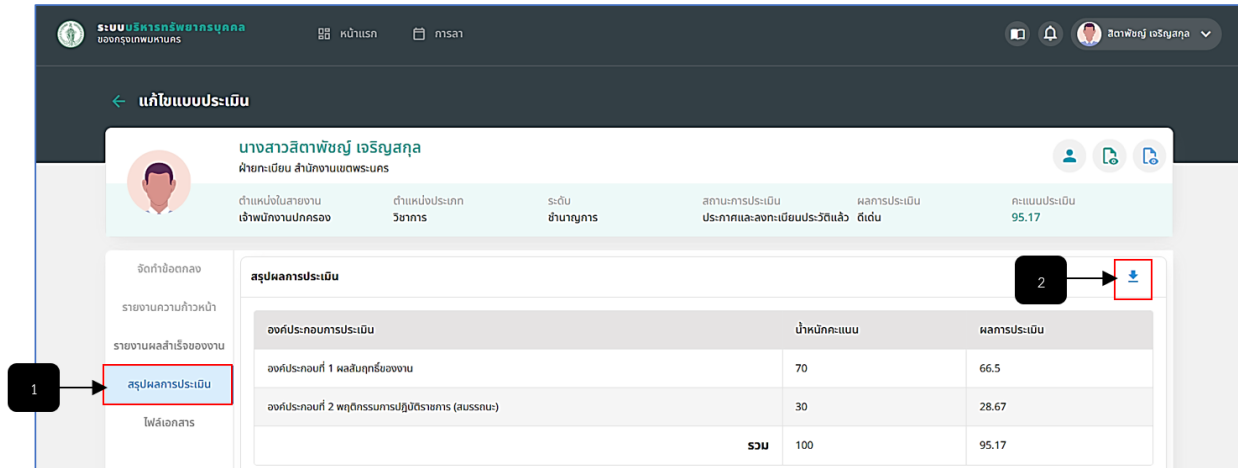 ระบบบริหารทรัพยากรบุคคล
ของกรุงเทพมหานคร
หน้าแรก
การลา
สิตาพัชญ์ เจริญสกุล
แก้ไขแบบประเมิน
นางสาวสิตาพัชญ์ เจริญสกุล
ฝ่ายทะเบียน สำนักงานเขตพระนคร
ตำแหน่งในสายงาน ตำแหน่งประเภท ระดับ สถานะการประเมิน ผลการประเมิน คะแนนประเมิน
เจ้าพนักงานปกครอง วิชาการ ชำนาญการ ประกาศและลงทะเบียนประวัติแล้ว ดีเด่น 95.17
จัดทำข้อตกลง
รายงานความก้าวหน้า
รายงานผลสำเร็จของงาน
1
สรุปผลการประเมิน
ไฟล์เอกสาร
สรุปผลการประเมิน
2
องค์ประกอบการประเมิน น้ำหนักคะแนน ผลการประเมิน
องค์ประกอบที่ 1 ผลสัมฤทธิ์ของงาน 70 66.5
องค์ประกอบที่ 2 พฤติกรรมการปฏิบัติราชการ (สมรรถนะ) 30 28.67
รวม 100 95.17